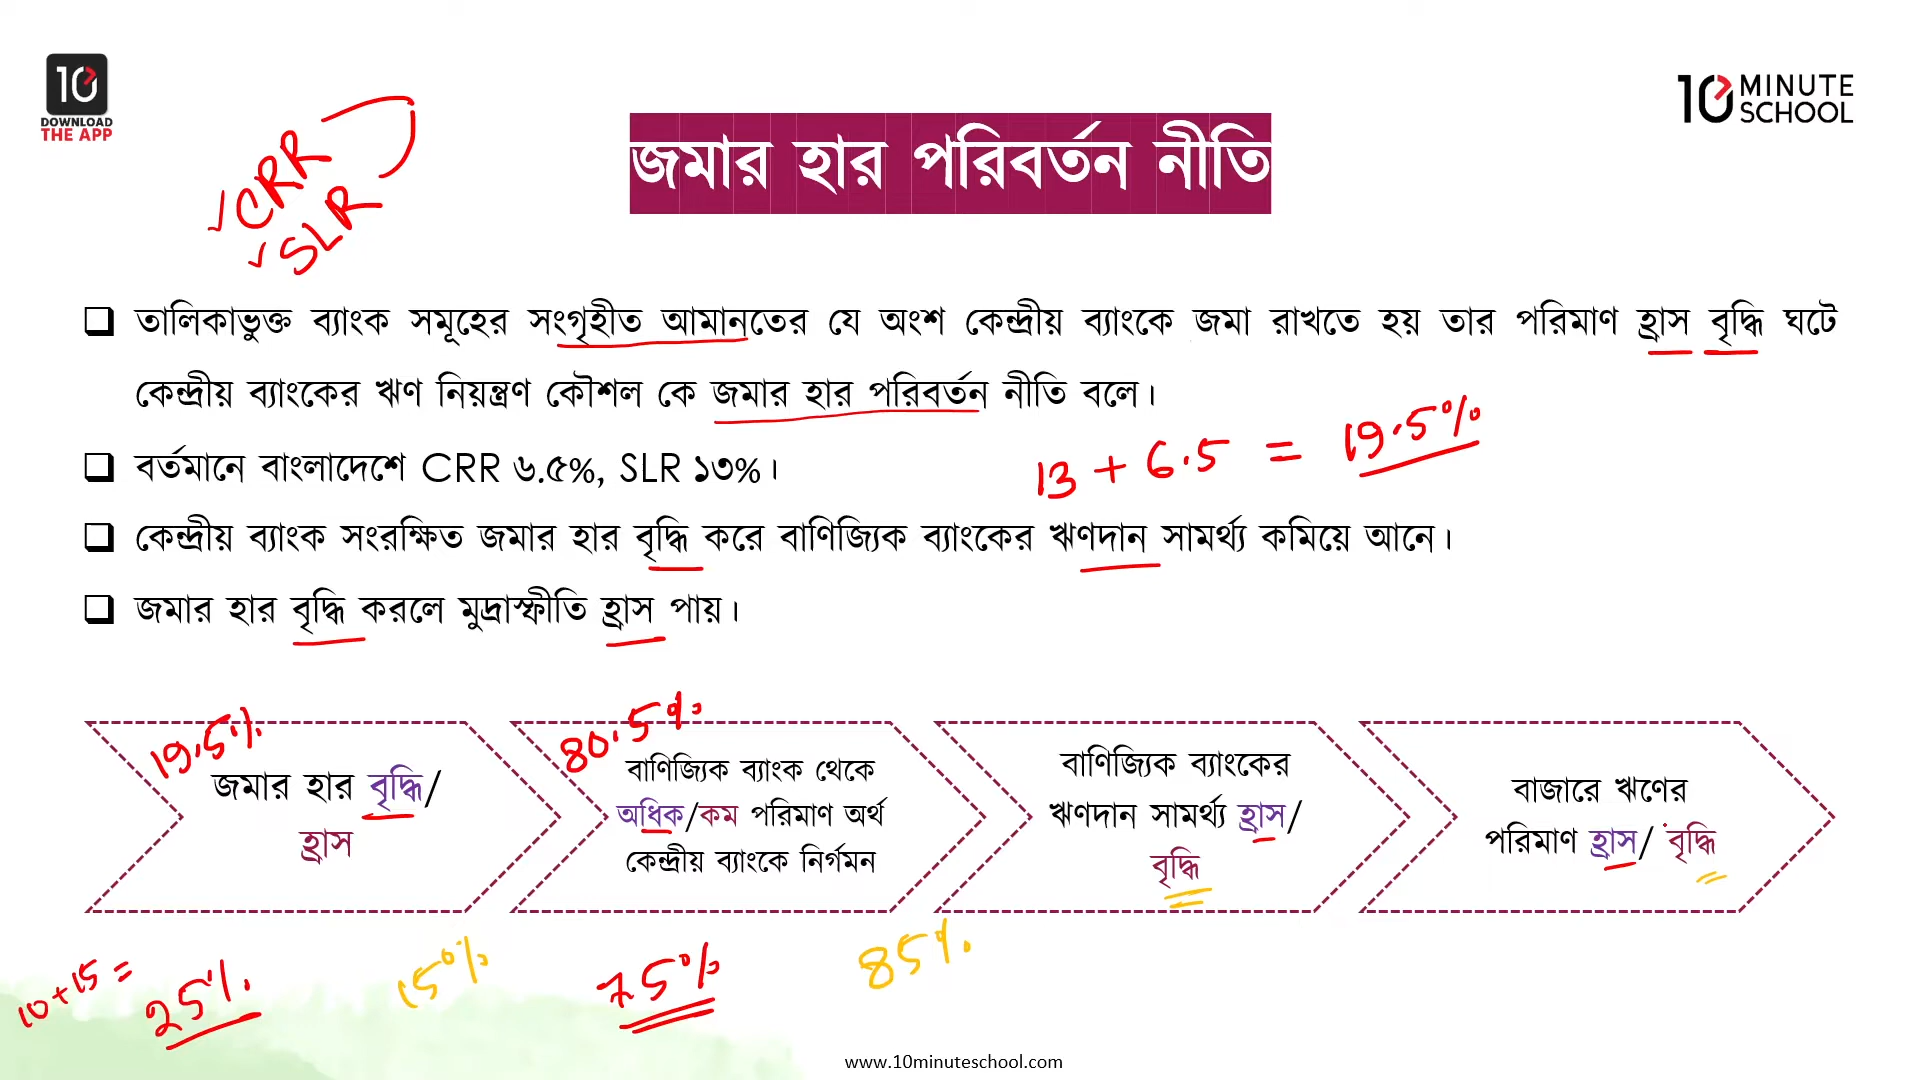 10
DOWNLOAD
THE APP
10 MINUTE
SCHOOL
CRR
SLR
জমার হার পরিবর্তন নীতি
তালিকাভুক্ত ব্যাংক সমূহের সংগৃহীত আমানতের যে অংশ কেন্দ্রীয় ব্যাংকে জমা রাখতে হয় তার পরিমাণ হ্রাস বৃদ্ধি ঘটে
কেন্দ্রীয় ব্যাংকের ঋণ নিয়ন্ত্রণ কৌশল কে জমার হার পরিবর্তন নীতি বলে।
বর্তমানে বাংলাদেশে CRR ৬.৫%, SLR ১৩%।
13 + 6.5 = 19.5%
কেন্দ্রীয় ব্যাংক সংরক্ষিত জমার হার বৃদ্ধি করে বাণিজ্যিক ব্যাংকের ঋণদান সামর্থ্য কমিয়ে আনে।
জমার হার বৃদ্ধি করলে মুদ্রাস্ফীতি হ্রাস পায়।
19.5%
জমার হার বৃদ্ধি/
হ্রাস
80.5%
বাণিজ্যিক ব্যাংক থেকে
অধিক/কম পরিমাণ অর্থ
কেন্দ্রীয় ব্যাংকে নির্গমন
বাণিজ্যিক ব্যাংকের
ঋণদান সামর্থ্য হ্রাস/
বৃদ্ধি
বাজারে ঋণের
পরিমাণ হ্রাস/ বৃদ্ধি
10+15 =
25%
15%
75%
85%
www.10minuteschool.com